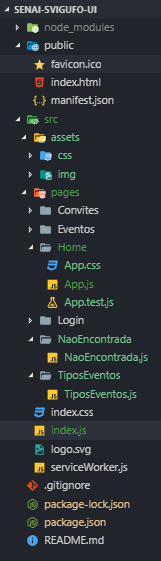 SENAI-SVIGUFO-UI
node_modules
public
favicon.ico
index.html
manifest.json
src
assets
css
img
pages
Convites
Eventos
Home
App.css
App.js
App.test.js
Login
NaoEncontrada
NaoEncontrada.js
TiposEventos
TiposEventos.js
index.css
index.js
logo.svg
serviceWorker.js
.gitignore
package-lock.json
package.json
README.md